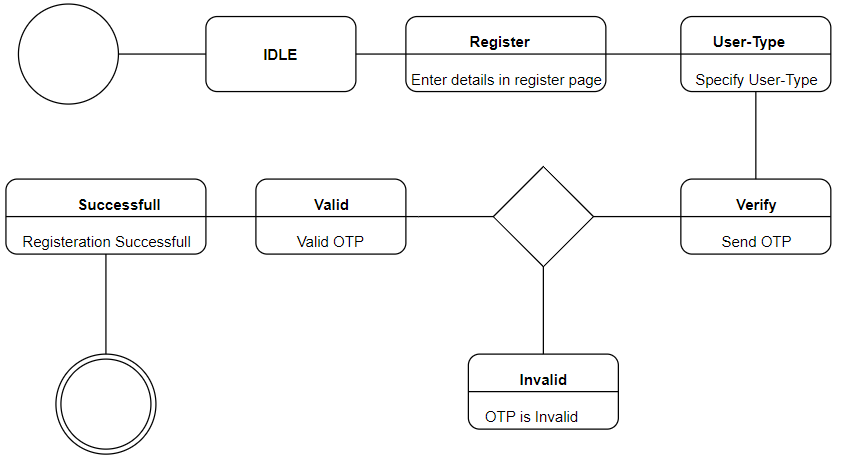 IDLE
Register
Enter details in register page
User-Type
Specify User-Type
Successfull
Registeration Successfull
Valid
Valid OTP
Verify
Send OTP
Invalid
OTP is Invalid